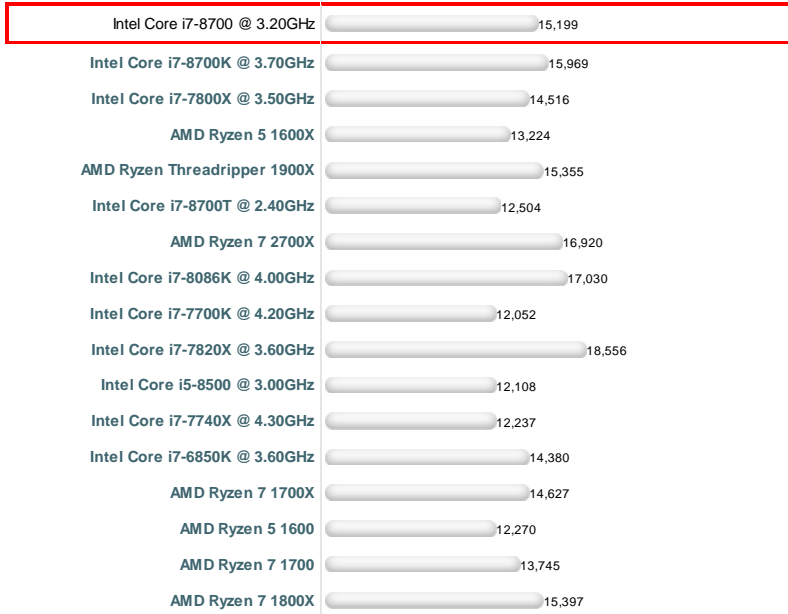 Intel Core i7-8700 @ 3.20GHz 15,199
Intel Core i7-8700K @ 3.70GHz 15,969
Intel Core i7-7800X @ 3.50GHz 14,516
AMD Ryzen 5 1600X 13,224
AMD Ryzen Threadripper 1900X 15,355
Intel Core i7-8700T @ 2.40GHz 12,504
AMD Ryzen 7 2700X 16,920
Intel Core i7-8086K @ 4.00GHz 17,030
Intel Core i7-7700K @ 4.20GHz 12,052
Intel Core i7-7820X @ 3.60GHz 18,556
Intel Core i5-8500 @ 3.00GHz 12,108
Intel Core i7-7740X @ 4.30GHz 12,237
Intel Core i7-6850K @ 3.60GHz 14,380
AMD Ryzen 7 1700X 14,627
AMD Ryzen 5 1600 12,270
AMD Ryzen 7 1700 13,745
AMD Ryzen 7 1800X 15,397